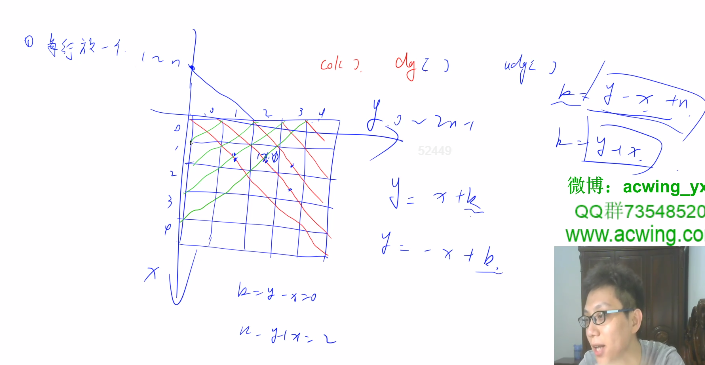 ① 每行放一个.
1~n
col[ ] dg[ ] udg[ ]
0 1 2 3 4
0
1
2
3
4
x
y
0 ~ 2n-1
52449
k = y - x + n
k = y + x
y = x + k
y = - x + k
k = y - x = 0
y+x = 2
微博：acwing_yx
QQ群73548520
www.acwing.com